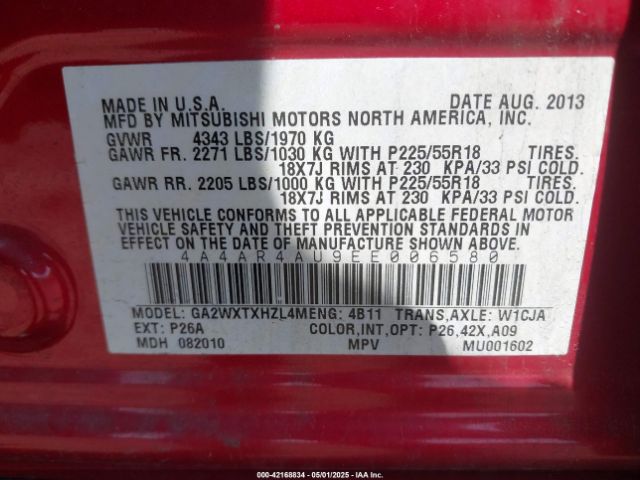 MADE IN U.S.A. DATE AUG. 2013
MFD BY MITSUBISHI MOTORS NORTH AMERICA, INC.
GVWR 4343 LBS/1970 KG
GAWR FR. 2271 LBS/1030 KG WITH P225/55R18 TIRES.
18X7J RIMS AT 230 KPA/33 PSI COLD.
GAWR RR. 2205 LBS/1000 KG WITH P225/55R18 TIRES,
18X7J RIMS AT 230 KPA/33 PSI COLD.
THIS VEHICLE CONFORMS TO ALL APPLICABLE FEDERAL MOTOR
VEHICLE SAFETY AND THEFT PREVENTION STANDARDS IN
EFFECT ON THE DATE OF MANUFACTURE SHOWN ABOVE.
4A4AR4AU9EE006580
MODEL: GA2WXTXHZL4MENG: 4B11 TRANS,AXLE: W1CJA
EXT: P26A COLOR,INT,OPT: P26,42X,A09
MDH 082010 MPV MU001602
000-42168834 - 05/01/2025 - IAAI Inc.